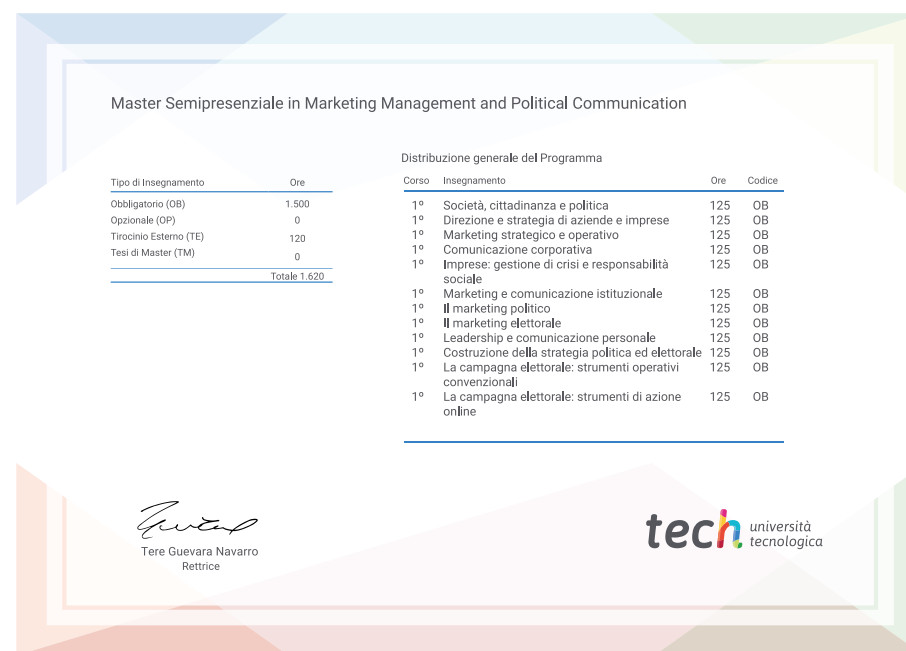 Master Semipresenziale in Marketing Management and Political Communication
Tipo di Insegnamento Ore
Obbligatorio (OB) 1.500
Opzionale (OP) 0
Tirocinio Esterno (TE) 120
Tesi di Master (TM) 0
Totale 1.620
Distribuzione generale del Programma
Corso Insegnamento Ore Codice
1º Società, cittadinanza e politica 125 OB
1º Direzione e strategia di aziende e imprese 125 OB
1º Marketing strategico e operativo 125 OB
1º Comunicazione corporativa 125 OB
1º Imprese: gestione di crisi e responsabilità 125 OB
sociale
1º Marketing e comunicazione istituzionale 125 OB
1º Il marketing politico 125 OB
1º Il marketing elettorale 125 OB
1º Leadership e comunicazione personale 125 OB
1º Costruzione della strategia politica ed elettorale 125 OB
1º La campagna elettorale: strumenti operativi 125 OB
convenzionali
1º La campagna elettorale: strumenti di azione 125 OB
online
Tere Guevara Navarro
Rettrice
tech università
tecnologica